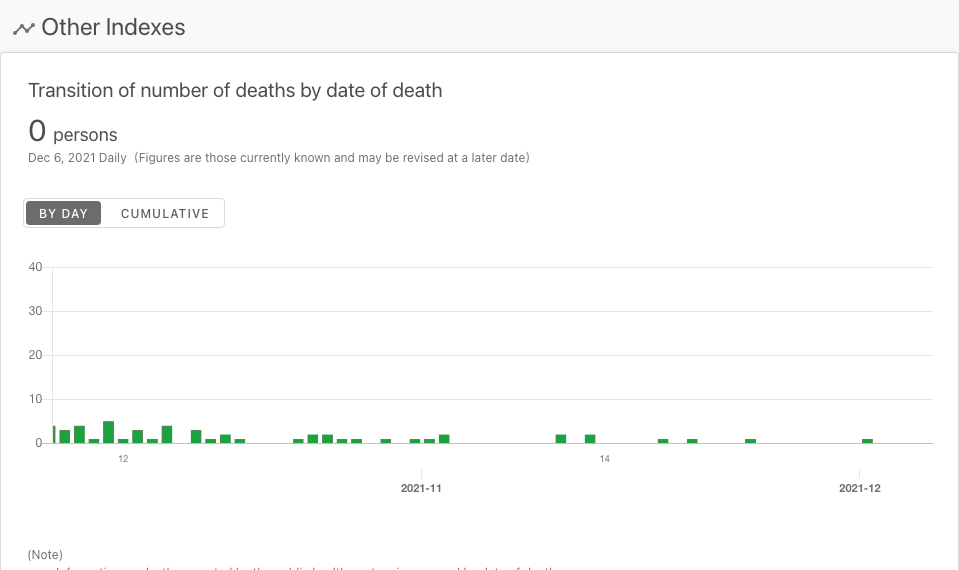 Other Indexes
Transition of number of deaths by date of death
0 persons
Dec 6, 2021 Daily (Figures are those currently known and may be revised at a later date)
BY DAY CUMULATIVE
40
30
20
10
0
12 14
2021-11 2021-12
(Note)